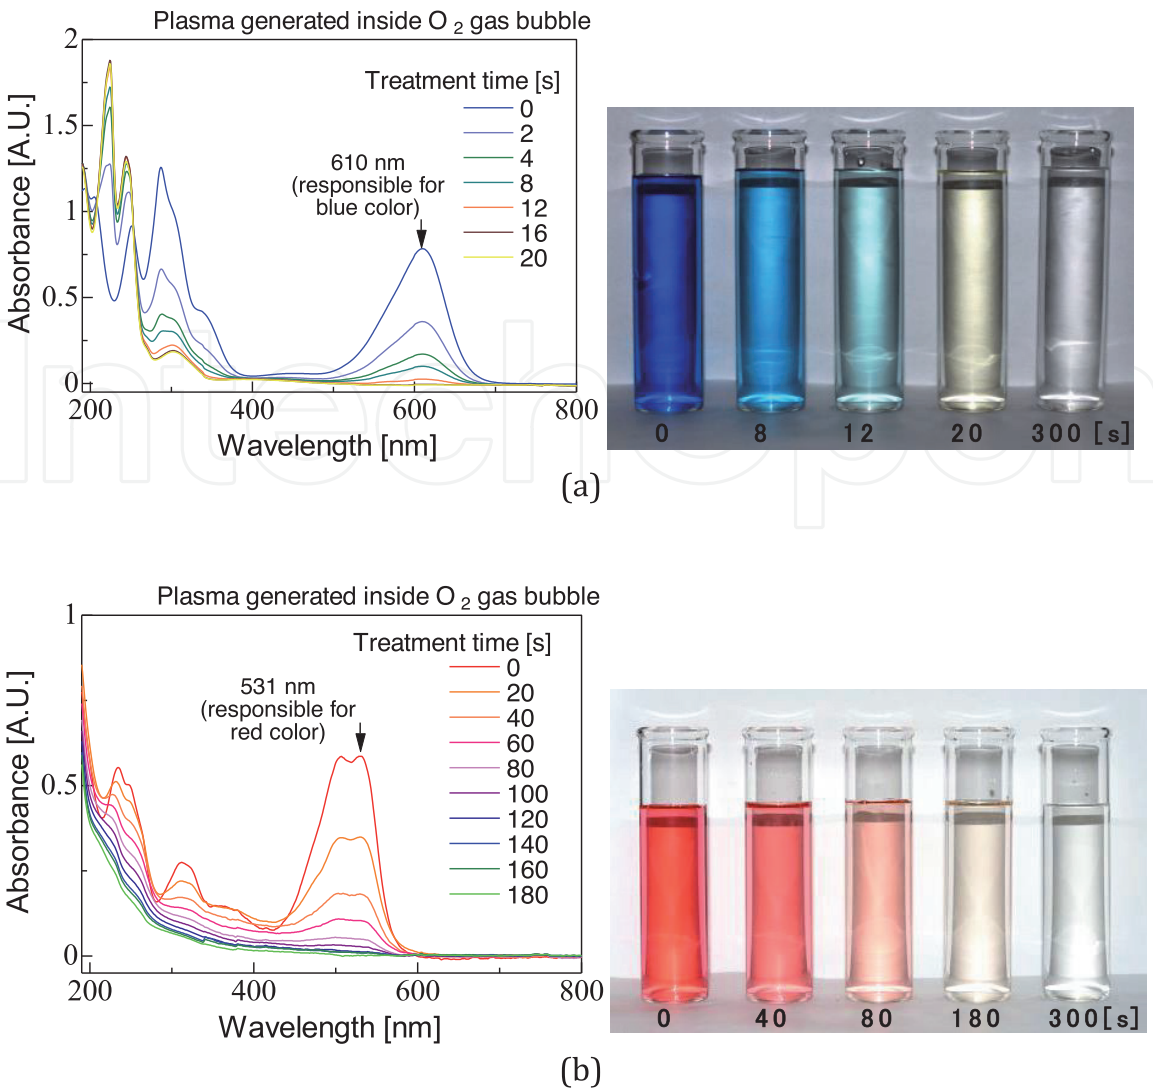 Plasma generated inside O 2 gas bubble
2
1.5
1
0.5
0
Absorbance [A.U.]
Treatment time [s]
0
2
4
8
12
16
20
610 nm
(responsible for
blue color)
200
400
600
800
Wavelength [nm]
0
8
12
20
300 [s]
(a)
Intechopen
Plasma generated inside O 2 gas bubble
1
0.5
0
Absorbance [A.U.]
Treatment time [s]
0
20
40
60
80
100
120
140
160
180
531 nm
(responsible for
red color)
200
400
600
800
Wavelength [nm]
0
40
80
180
300[s]
(b)